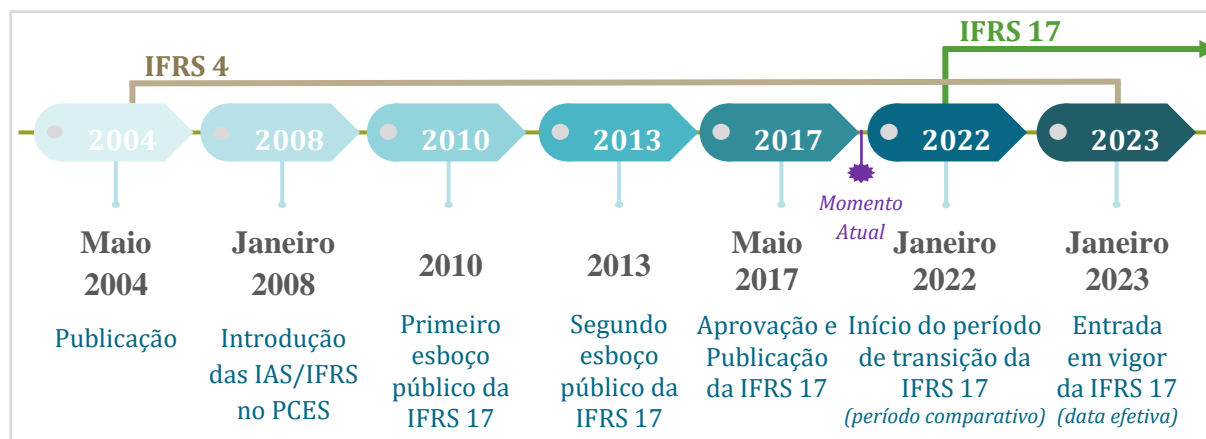 IFRS 17
IFRS 4
2004
2008
2010
2013
2017
2022
2023
Momento
Atual
Maio
2004
Publicação
Janeiro
2008
Introdução
das IAS/IFRS
no PCES
2010
Primeiro
esboço
público da
IFRS 17
2013
Segundo
esboço
público da
IFRS 17
Maio
2017
Aprovação e
Publicação
da IFRS 17
Janeiro
2022
Início do período
de transição da
IFRS 17
(período comparativo)
Janeiro
2023
Entrada
em vigor
da IFRS 17
(data efetiva)